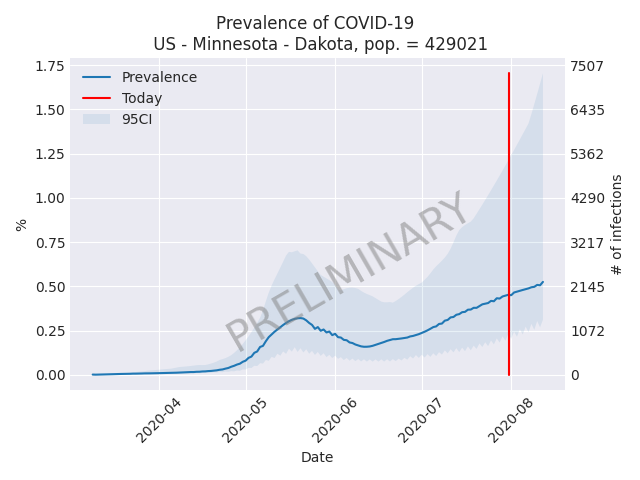 Prevalence of COVID-19
US - Minnesota - Dakota, pop. = 429021
Prevalence
Today
95CI
PRELIMINARY
1.75
1.50
1.25
1.00
0.75
0.50
0.25
0.00
%
7507
6435
5362
4290
3217
2145
1072
0
# of infections
2020-04
2020-05
2020-06
2020-07
2020-08
Date